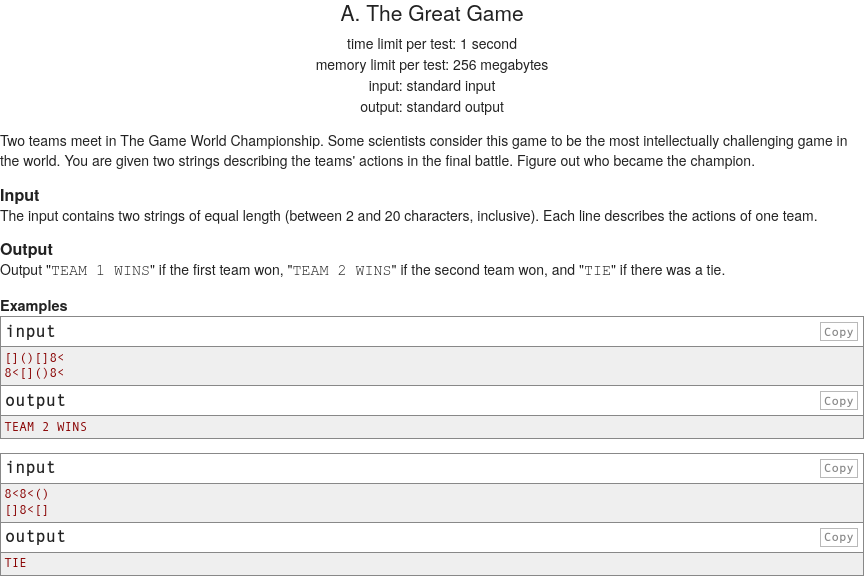 A. The Great Game
time limit per test: 1 second
memory limit per test: 256 megabytes
input: standard input
output: standard output
Two teams meet in The Game World Championship. Some scientists consider this game to be the most intellectually challenging game in
the world. You are given two strings describing the teams' actions in the final battle. Figure out who became the champion.
Input
The input contains two strings of equal length (between 2 and 20 characters, inclusive). Each line describes the actions of one team.
Output
Output "TEAM 1 WINS" if the first team won, "TEAM 2 WINS" if the second team won, and "TIE" if there was a tie.
Examples
input Copy
[]()[]8<
8<[]()8<
output Copy
TEAM 2 WINS
input Copy
8<8<()
[]8<[]
output Copy
TIE